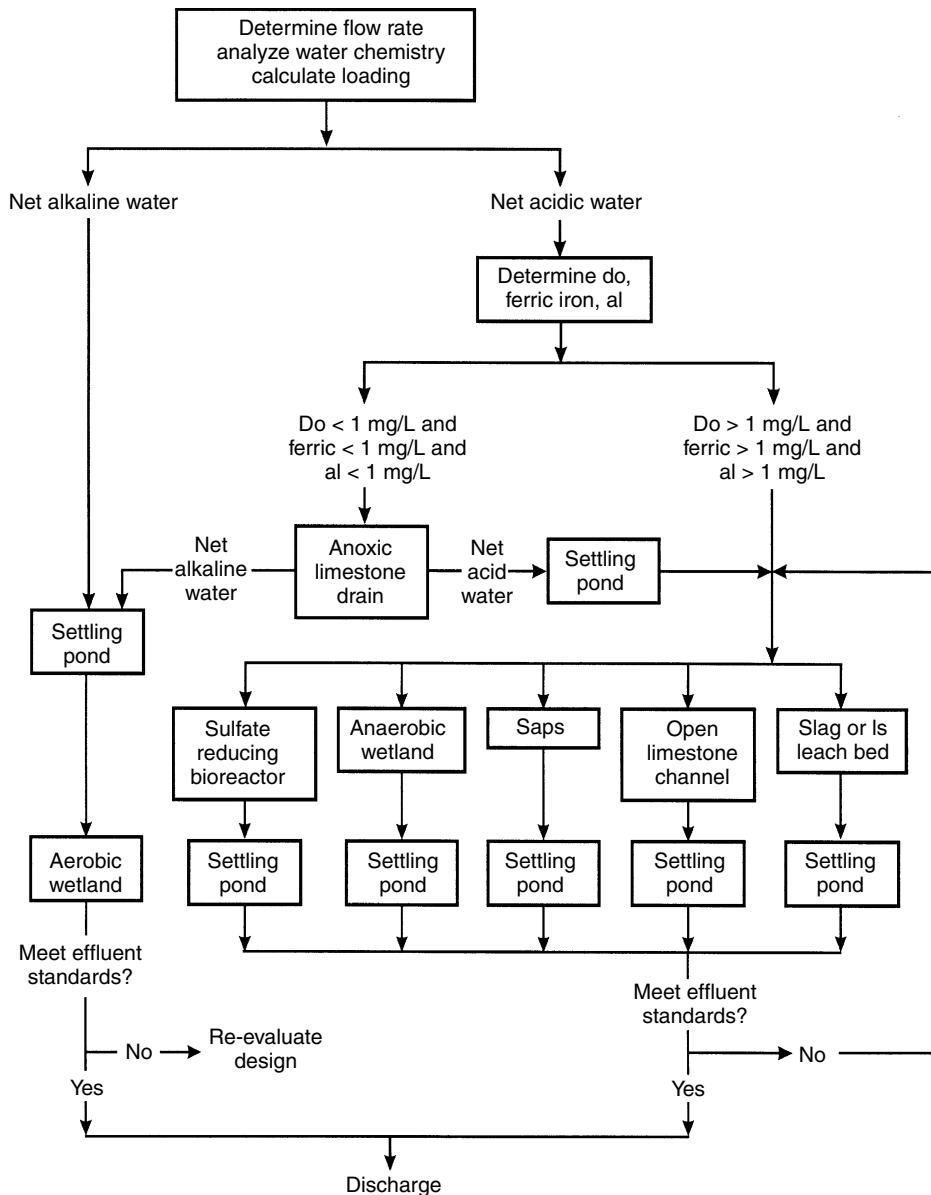 Determine flow rate
analyze water chemistry
calculate loading
Net alkaline water
Net acidic water
Determine do,
ferric iron, al
Do < 1 mg/L and
ferric < 1 mg/L and
al < 1 mg/L
Do > 1 mg/L and
ferric > 1 mg/L and
al > 1 mg/L
Net
alkaline
water
Anoxic
limestone
drain
Net
acid
water
Settling
pond
Settling
pond
Sulfate
reducing
bioreactor
Anaerobic
wetland
Saps
Open
limestone
channel
Slag or ls
leach bed
Aerobic
wetland
Settling
pond
Settling
pond
Settling
pond
Settling
pond
Settling
pond
Meet effluent
standards?
Meet effluent
standards?
No
Re-evaluate
design
No
Yes
Yes
Discharge